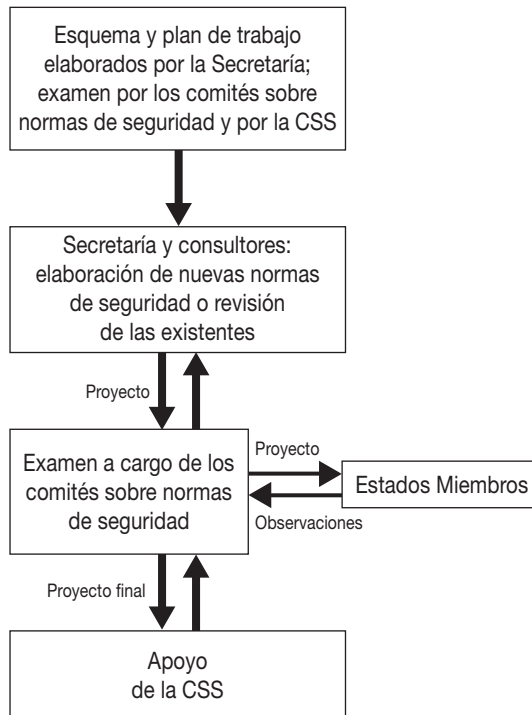 Esquema y plan de trabajo
elaborados por la Secretaría;
examen por los comités sobre
normas de seguridad y por la CSS
Secretaría y consultores:
elaboración de nuevas normas
de seguridad o revisión
de las existentes
Proyecto
Examen a cargo de los
comités sobre normas
de seguridad
Proyecto
Observaciones
Estados Miembros
Proyecto final
Apoyo
de la CSS